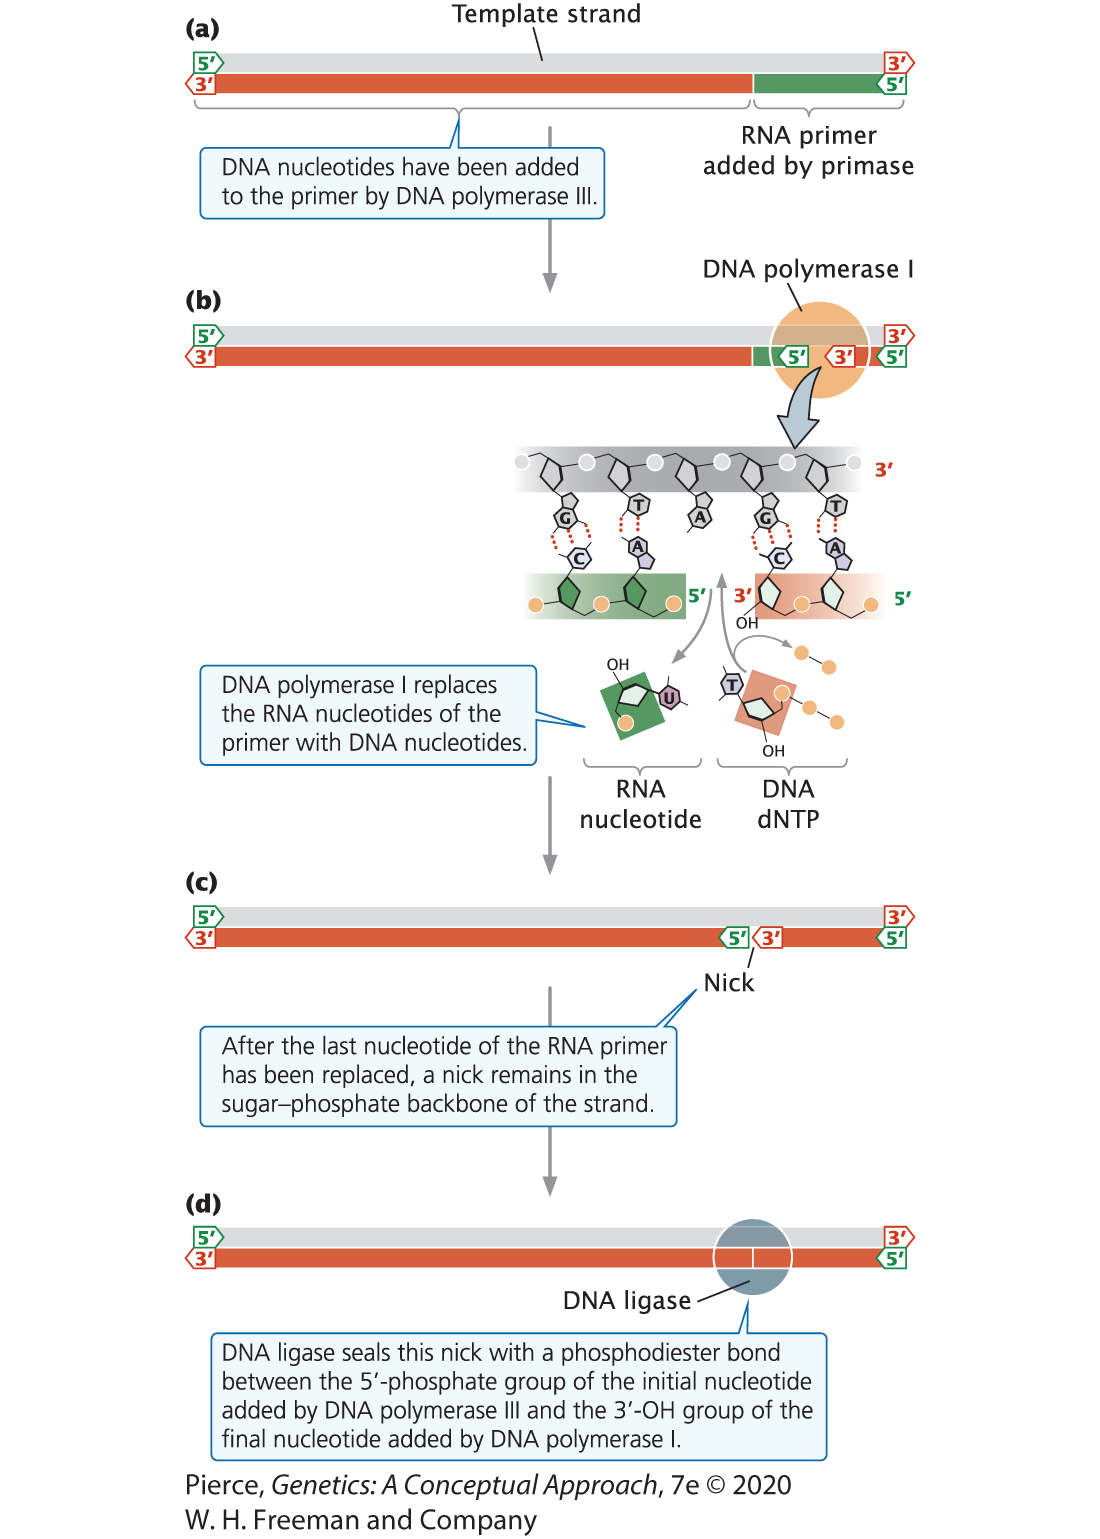 Template strand
(a)
5′
3′
3′
5′
RNA primer
added by primase
DNA nucleotides have been added
to the primer by DNA polymerase III.
DNA polymerase I
(b)
5′
3′
3′
5′
5′
3′
3′
G
T
A
G
T
C
A
C
A
5′
3′
5′
OH
OH
U
T
OH
DNA polymerase I replaces
the RNA nucleotides of the
primer with DNA nucleotides.
RNA
nucleotide
DNA
dNTP
(c)
5′
3′
3′
5′
3′
5′
Nick
After the last nucleotide of the RNA primer
has been replaced, a nick remains in the
sugar–phosphate backbone of the strand.
(d)
5′
3′
3′
5′
DNA ligase
DNA ligase seals this nick with a phosphodiester bond
between the 5′-phosphate group of the initial nucleotide
added by DNA polymerase III and the 3′-OH group of the
final nucleotide added by DNA polymerase I.
Pierce, Genetics: A Conceptual Approach, 7e © 2020
W. H. Freeman and Company